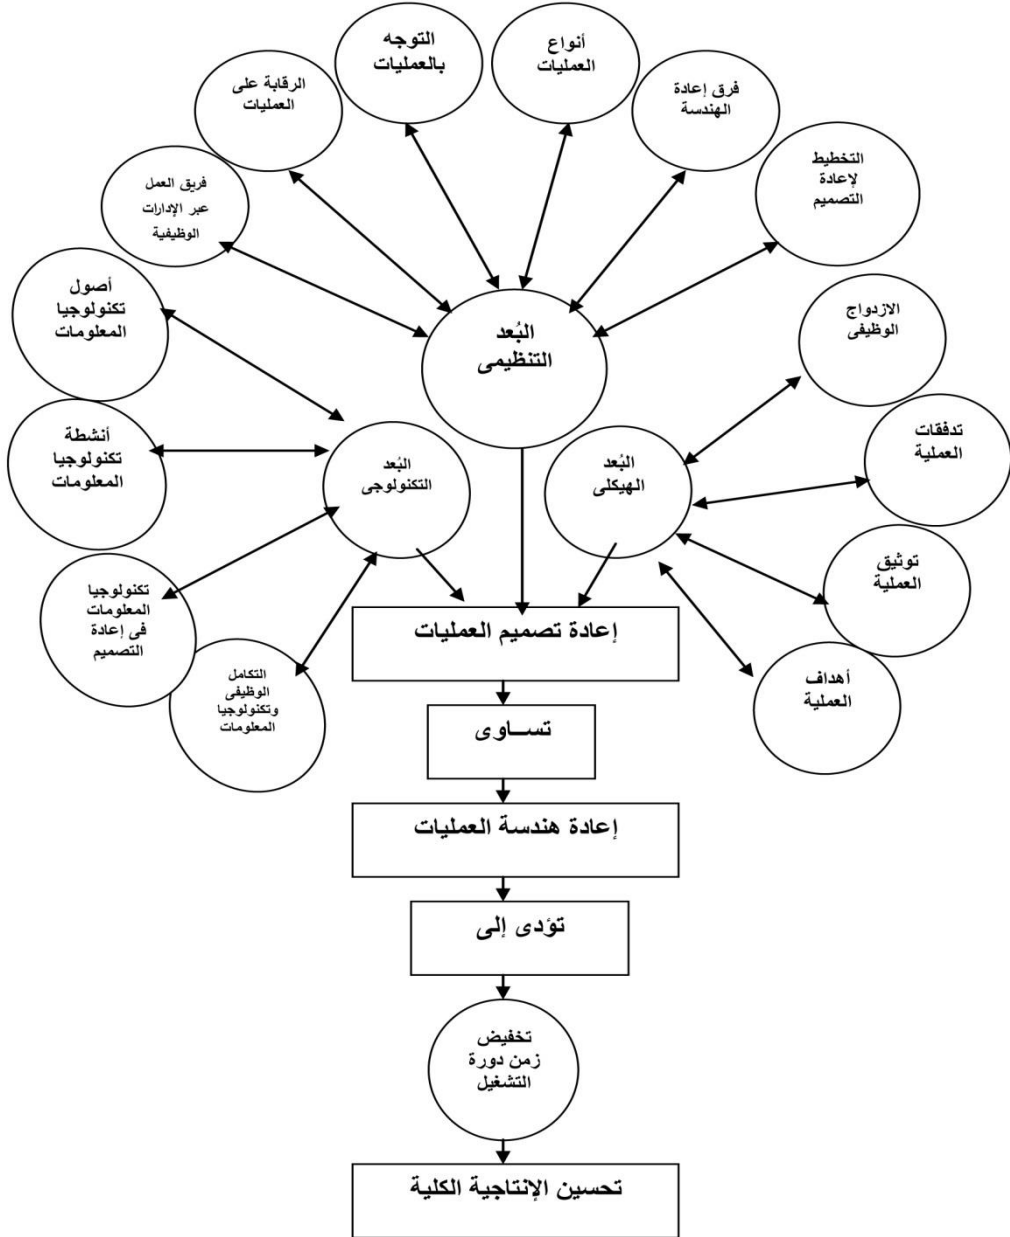 التوجه
بالعمليات
أنواع
العمليات
الرقابة على
العمليات
فرق إعادة
الهندسة
التخطيط
لإعادة
التصميم
فريق العمل
عبر الإدارات
الوظيفية
أصول
تكنولوجيا
المعلومات
البُعد
التنظيمى
الازدواج
الوظيفى
أنشطة
تكنولوجيا
المعلومات
البُعد
التكنولوجى
البُعد
الهيكلى
تدفقات
العملية
توثيق
العملية
تكنولوجيا
المعلومات
فى إعادة
التصميم
التكامل
الوظيفى
وتكنولوجيا
المعلومات
أهداف
العملية
إعادة تصميم العمليات
تســاوى
إعادة هندسة العمليات
تؤدى إلى
تخفيض
زمن دورة
التشغيل
تحسين الإنتاجية الكلية